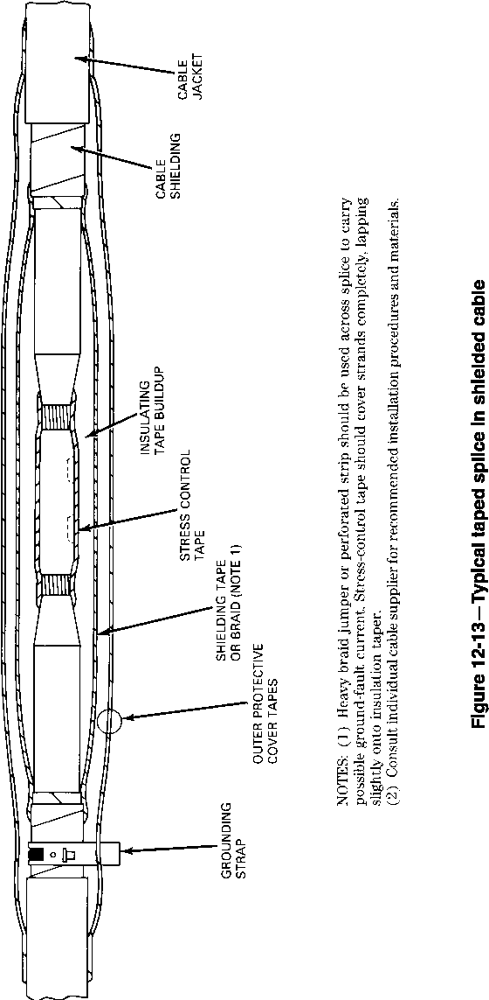 GROUNDING
STRAP
OUTER PROTECTIVE
COVER TAPES
SHIELDING TAPE
OR BRAID (NOTE 1)
STRESS CONTROL
TAPE
INSULATING
TAPE BUILDUP
CABLE
SHIELDING
CABLE
JACKET
NOTES: (1) Heavy braid jumper or perforated strip should be used across splice to carry
possible ground-fault current. Stress-control tape should cover strands completely, lapping
slightly onto insulation taper.
(2) Consult individual cable supplier for recommended installation procedures and materials.
Figure 12-13—Typical taped splice in shielded cable